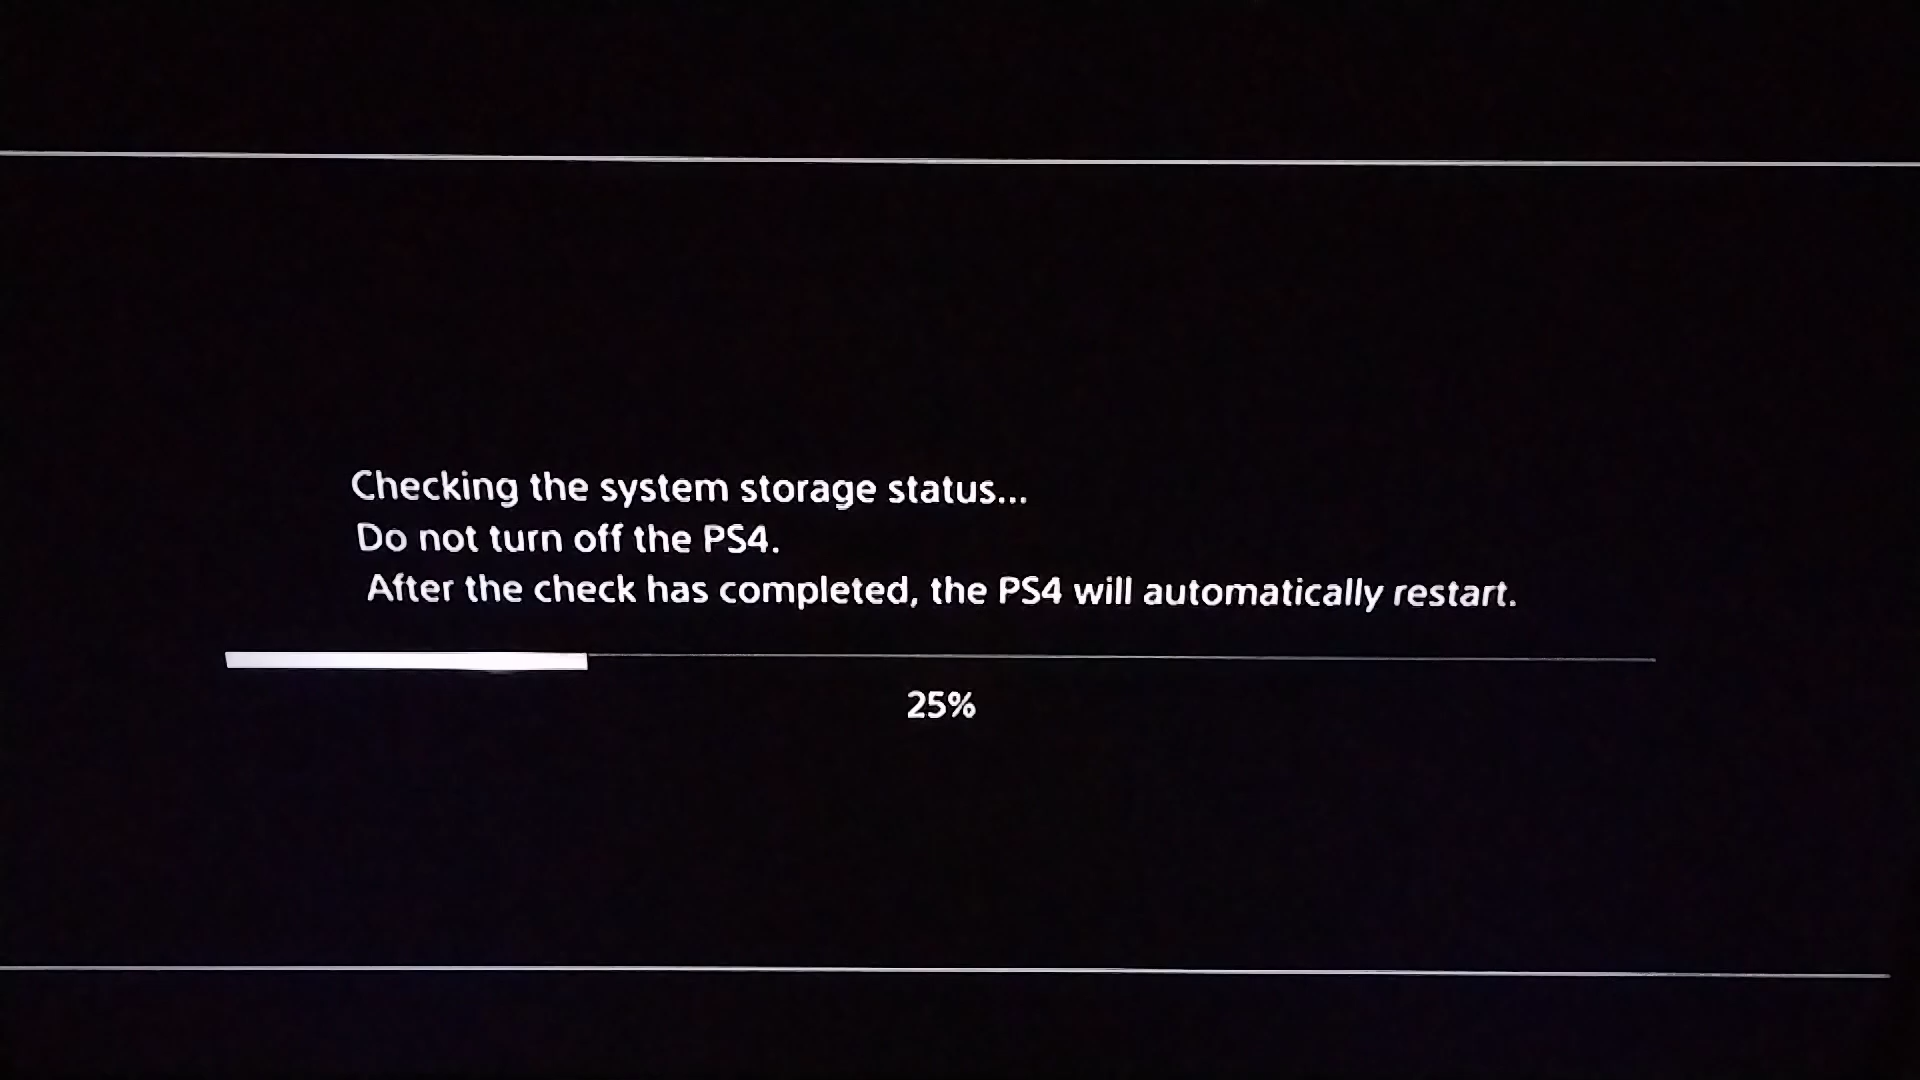 Checking the system storage status...
Do not turn off the PS4.
After the check has completed, the PS4 will automatically restart.
25%